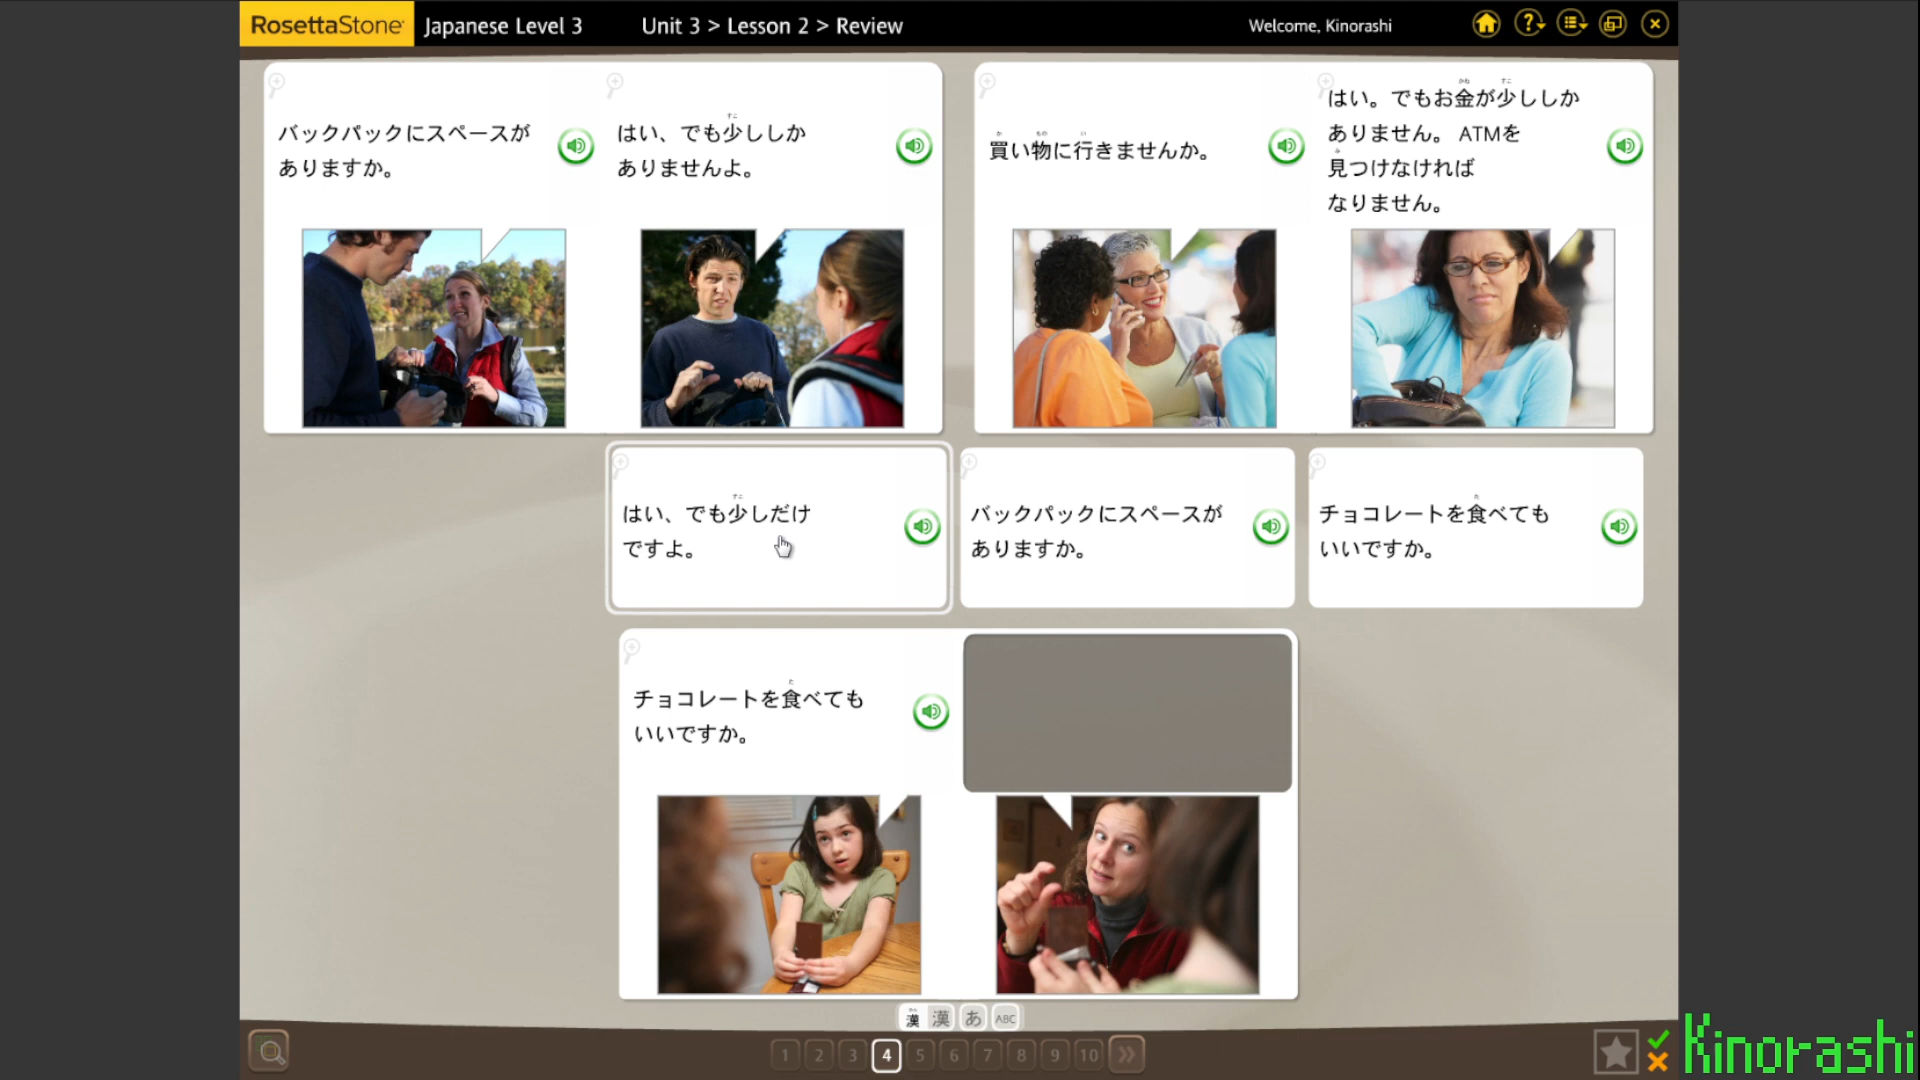 RosettaStone Japanese Level 3 Unit 3 > Lesson 2 > Review Welcome, Kinorashi
バックパックにスペースが
ありますか。
はい、でも少ししか
ありませんよ。
買い物に行きませんか。
はい。でもお金が少ししか
ありません。 ATMを
見つけなければ
なりません。
はい、でも少しだけ
ですよ。
バックパックにスペースが
ありますか。
チョコレートを食べても
いいですか。
チョコレートを食べても
いいですか。
漢 漢 あ ABC
1 2 3 4 5 6 7 8 9 10
Kinorashi